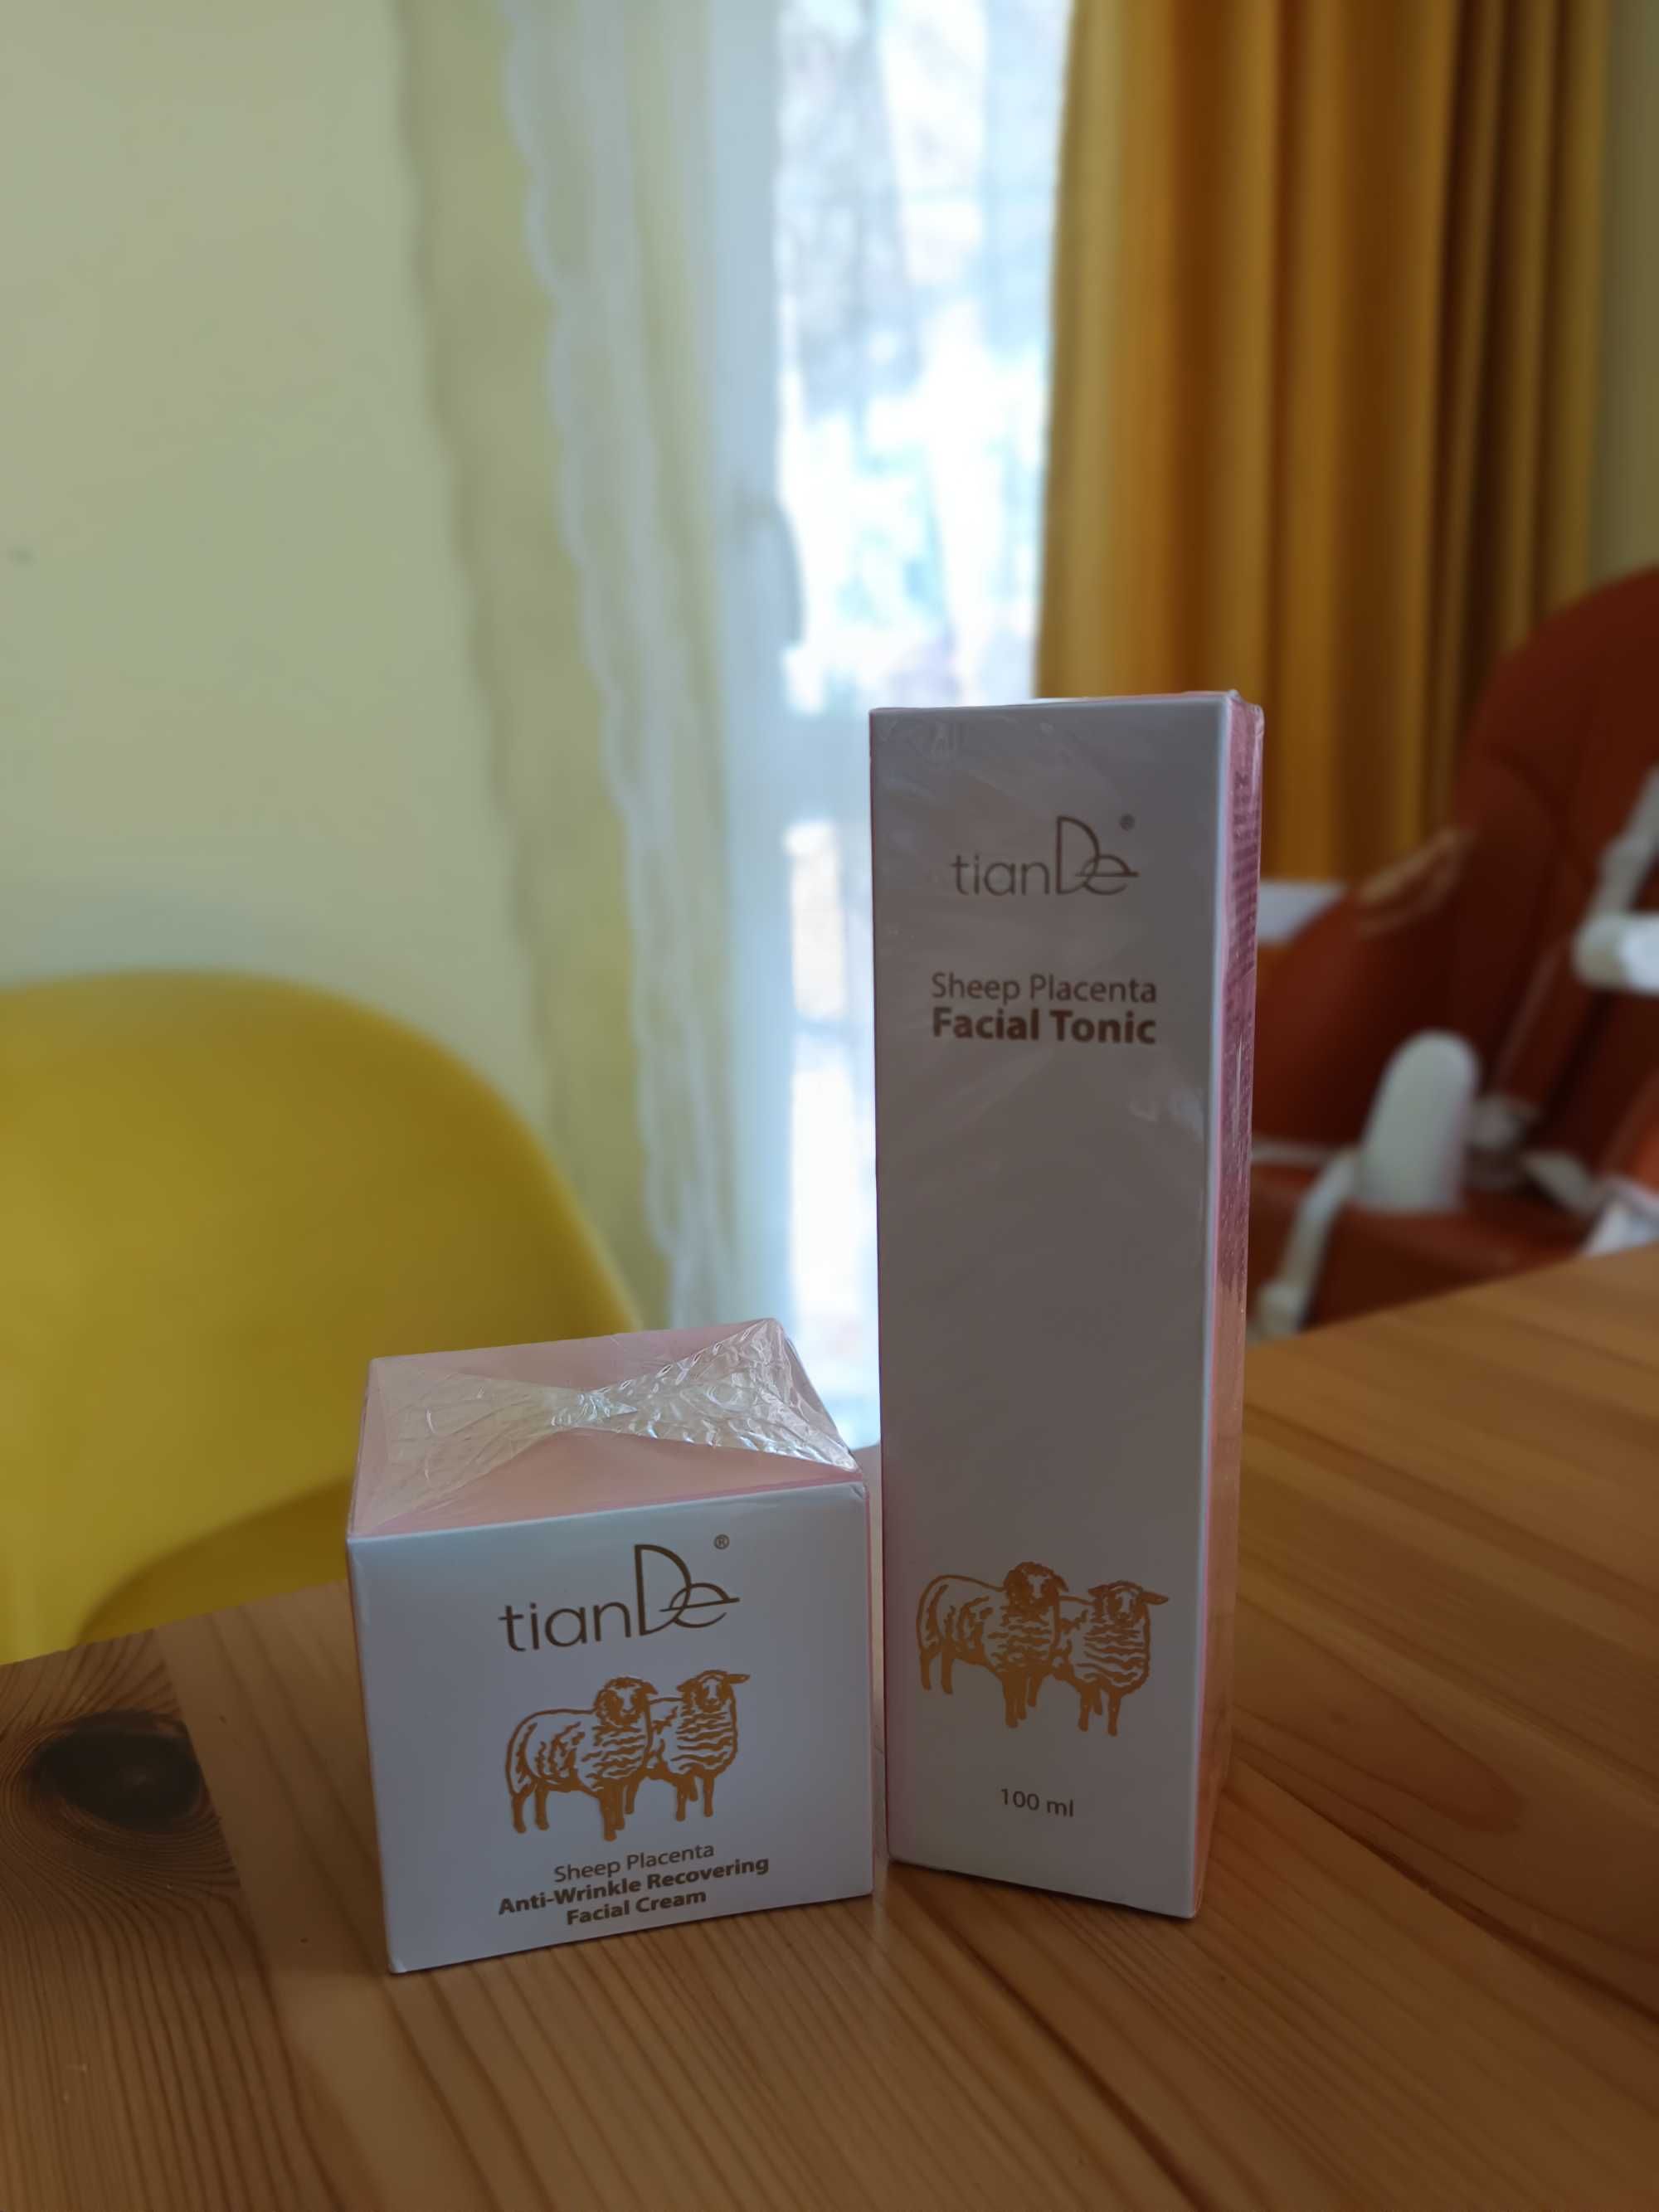 tianDe®
Sheep Placenta
Facial Tonic
100 ml
tianDe®
Sheep Placenta
Anti-Wrinkle Recovering
Facial Cream